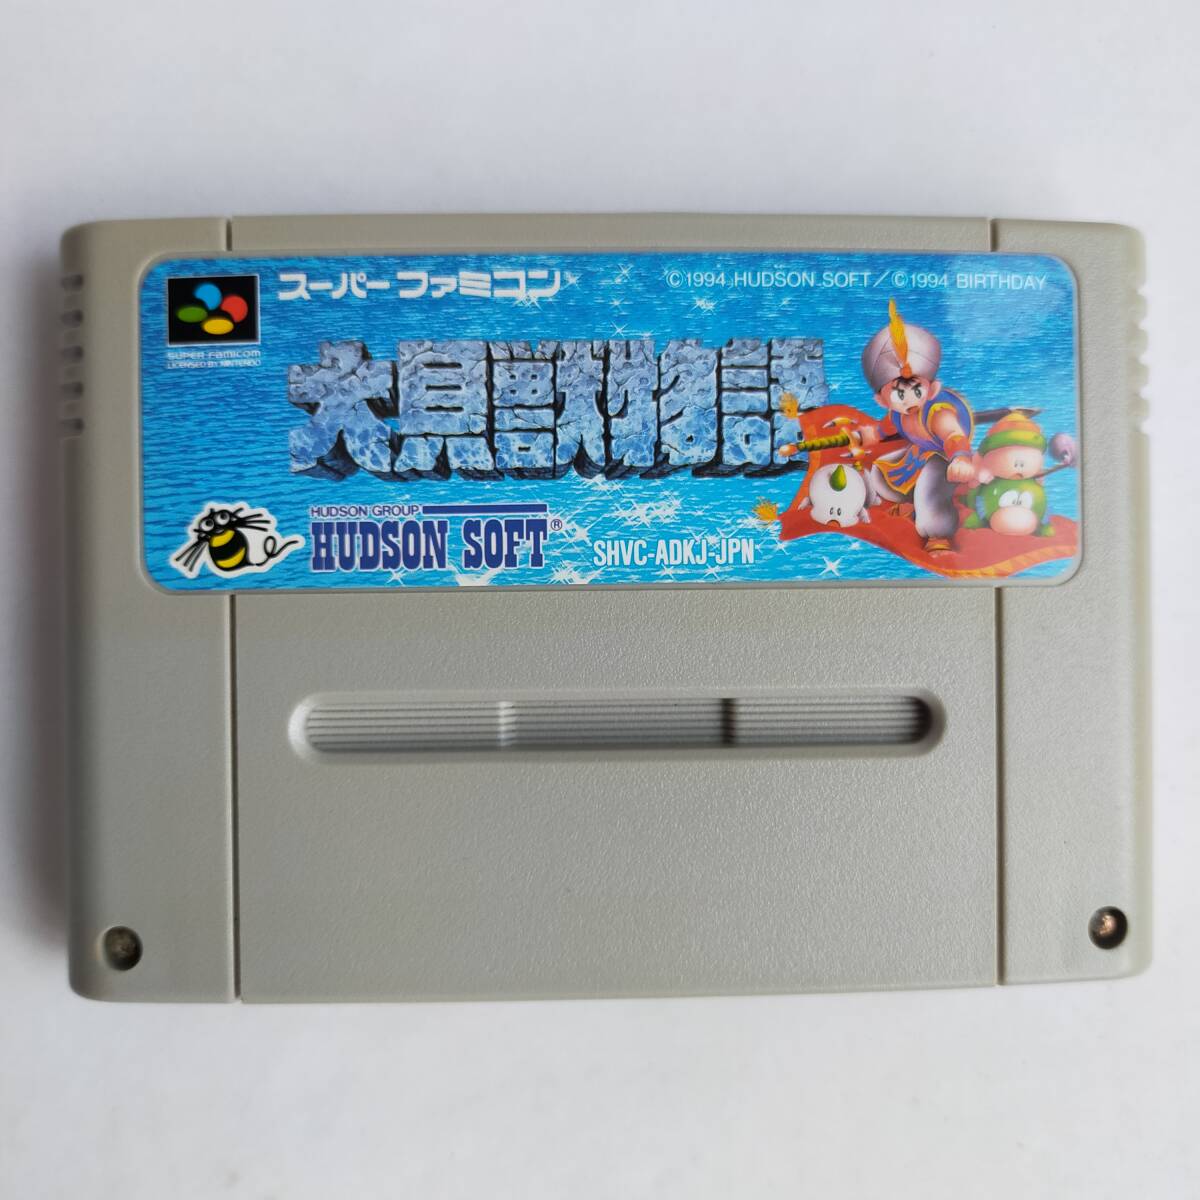 スーパーファミコン
©1994 HUDSON SOFT/©1994 BIRTHDAY
SUPER FAMICOM
LICENSED BY NINTENDO
大貝獣物語
HUDSON GROUP
HUDSON SOFT®
SHVC-ADKJ-JPN